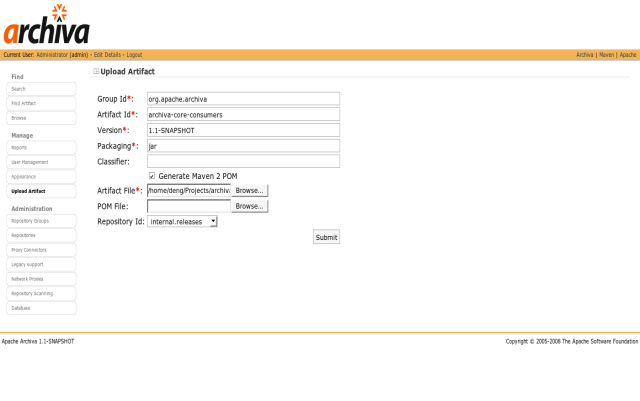 archiva
Current User: Administrator (admin) - Edit Details - Logout
Archiva | Maven | Apache
Find
Search
Find Artifact
Browse
Manage
Reports
User Management
Appearance
Upload Artifact
Administration
Repository Groups
Repositories
Proxy Connectors
Legacy Support
Network Proxies
Repository Scanning
Database
Upload Artifact
Group Id*: org.apache.archiva
Artifact Id*: archiva-core-consumers
Version*: 1.1-SNAPSHOT
Packaging*: jar
Classifier:
Generate Maven 2 POM
Artifact File*: /home/deng/Projects/archiva Browse...
POM File: Browse...
Repository Id: internal.releases
Submit
Apache Archiva 1.1-SNAPSHOT
Copyright © 2005-2008 The Apache Software Foundation